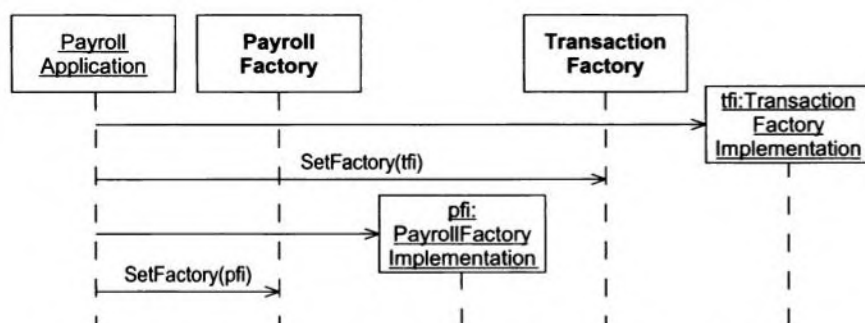 Payroll
Application
Payroll
Factory
Transaction
Factory
tfi:Transaction
Factory
Implementation
SetFactory(tfi)
pfi:
PayrollFactory
Implementation
SetFactory(pfi)